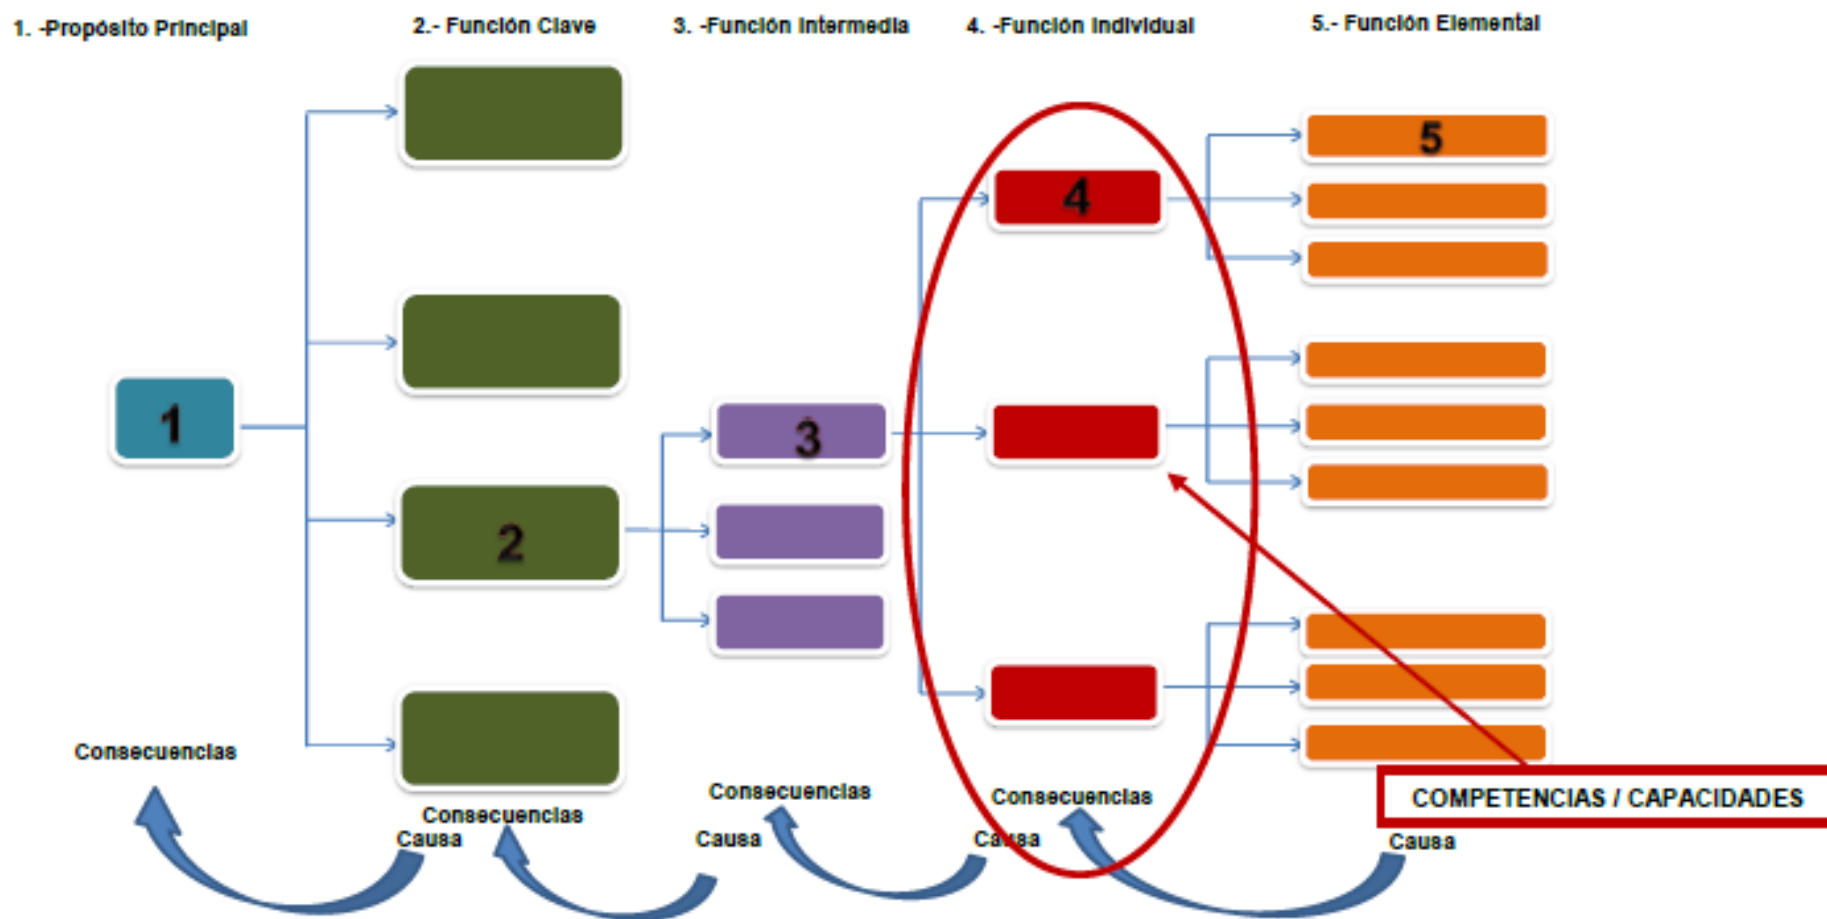 1. -Propósito Principal
2.- Función Clave
3. -Función Intermedia
4. -Función Individual
5.- Función Elemental
5
4
1
3
2
Consecuencias
Consecuencias
Consecuencias
Consecuencias
COMPETENCIAS / CAPACIDADES
Causa
Causa
Causa
Causa